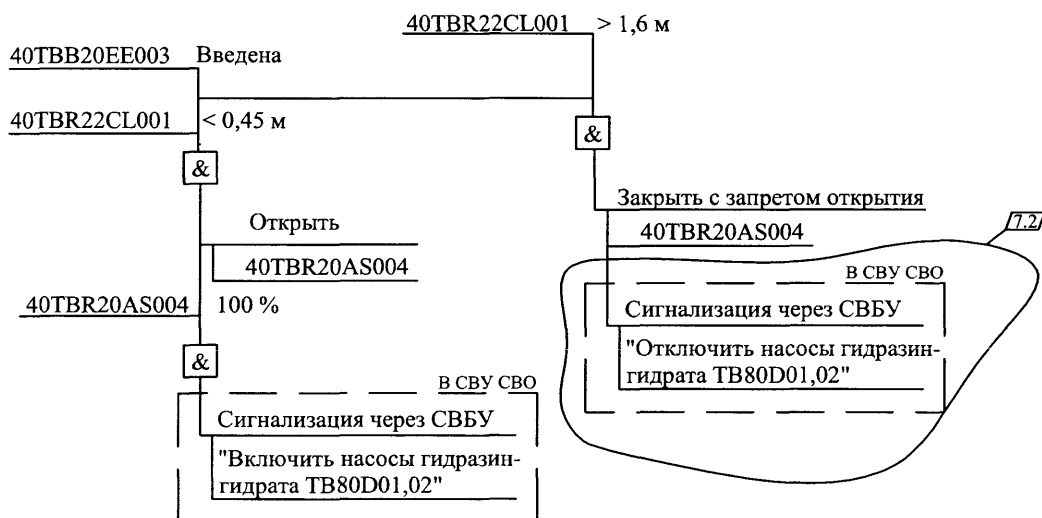 40TBR22CL001 > 1,6 м
40TBB20EE003 Введена
40TBR22CL001 < 0,45 м
&
&
Закрыть с запретом открытия
40TBR20AS004
7.2
Открыть
40TBR20AS004
40TBR20AS004 100 %
&
В СВУ СВО
Сигнализация через СВБУ
"Отключить насосы гидразин-
гидрата TB80D01,02"
В СВУ СВО
Сигнализация через СВБУ
"Включить насосы гидразин-
гидрата TB80D01,02"